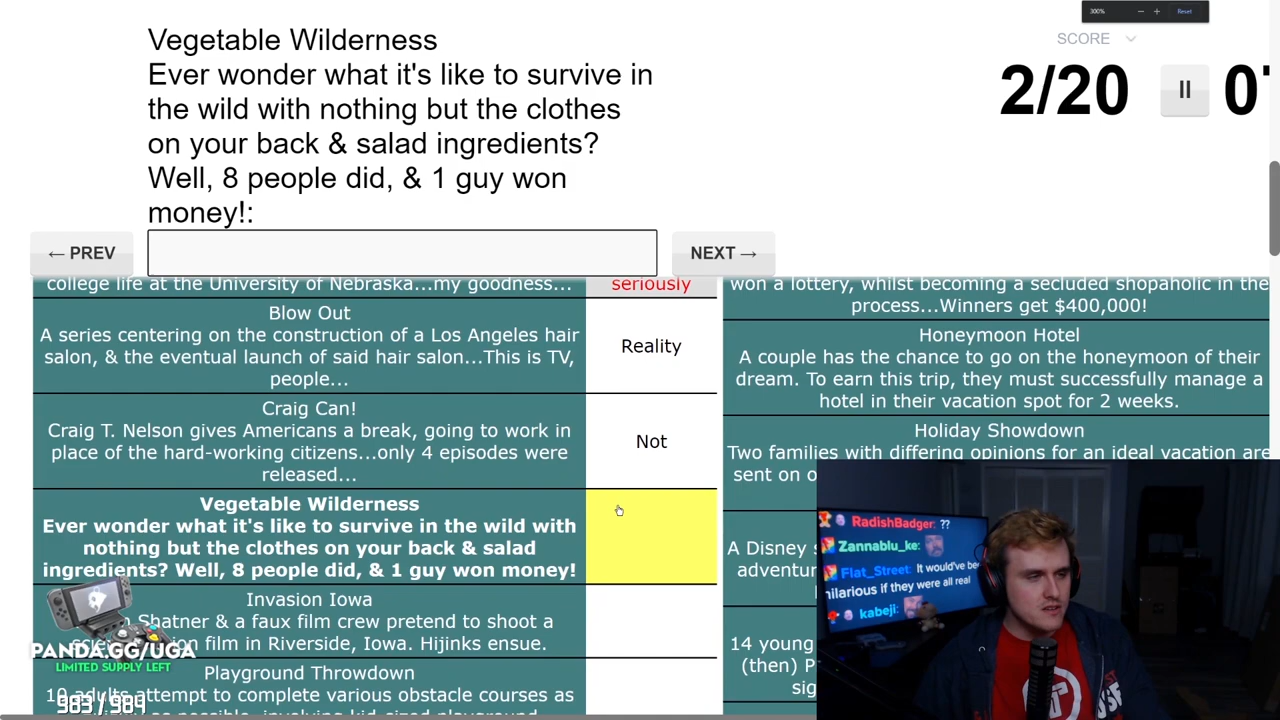 300%
Reset
Vegetable Wilderness
Ever wonder what it's like to survive in
the wild with nothing but the clothes
on your back & salad ingredients?
Well, 8 people did, & 1 guy won
money!:
SCORE
2/20
← PREV
NEXT →
college life at the University of Nebraska...my goodness...
seriously
Blow Out
A series centering on the construction of a Los Angeles hair
salon, & the eventual launch of said hair salon...This is TV,
people...
Reality
Craig Can!
Craig T. Nelson gives Americans a break, going to work in
place of the hard-working citizens...only 4 episodes were
released...
Not
Vegetable Wilderness
Ever wonder what it's like to survive in the wild with
nothing but the clothes on your back & salad
ingredients? Well, 8 people did, & 1 guy won money!
Invasion Iowa
Shatner & a faux film crew pretend to shoot a
film in Riverside, Iowa. Hijinks ensue.
Playground Throwdown
10 adults attempt to complete various obstacle courses as
won a lottery, whilst becoming a secluded shopaholic in the
process...Winners get $400,000!
Honeymoon Hotel
A couple has the chance to go on the honeymoon of their
dream. To earn this trip, they must successfully manage a
hotel in their vacation spot for 2 weeks.
Holiday Showdown
Two families with differing opinions for an ideal vacation are
sent on
A Disney
14 young
(then)
RadishBadger: ??
Zannablu_ke:
Flat_Street: It would've
hilarious if they were all real
kabeji:
PANDA.GG/UGA
LIMITED SUPPLY LEFT
983 / 984